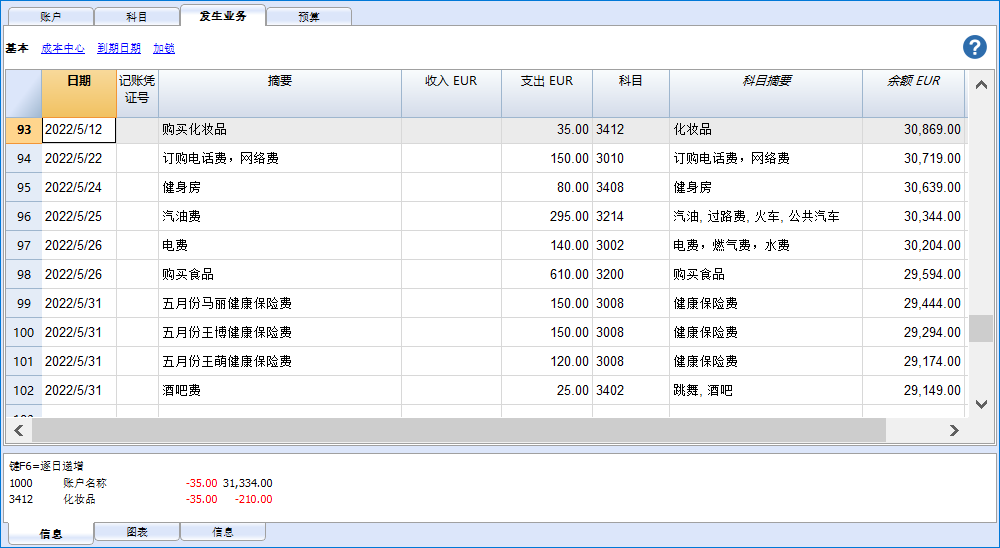 账户 科目 发生业务 预算
基本 成本中心 到期日期 加锁 ?
日期 记账凭证号 摘要 收入 EUR 支出 EUR 科目 科目摘要 余额 EUR
93 2022/5/12 购买化妆品 35.00 3412 化妆品 30,869.00
94 2022/5/22 订购电话费，网络费 150.00 3010 订购电话费，网络费 30,719.00
95 2022/5/24 健身房 80.00 3408 健身房 30,639.00
96 2022/5/25 汽油费 295.00 3214 汽油, 过路费, 火车, 公共汽车 30,344.00
97 2022/5/26 电费 140.00 3002 电费，燃气费，水费 30,204.00
98 2022/5/26 购买食品 610.00 3200 购买食品 29,594.00
99 2022/5/31 五月份马丽健康保险费 150.00 3008 健康保险费 29,444.00
100 2022/5/31 五月份王博健康保险费 150.00 3008 健康保险费 29,294.00
101 2022/5/31 五月份王萌健康保险费 120.00 3008 健康保险费 29,174.00
102 2022/5/31 酒吧费 25.00 3402 跳舞, 酒吧 29,149.00
键F6=逐日递增
1000 账户名称 -35.00 31,334.00
3412 化妆品 -35.00 -210.00
信息 图表 信息